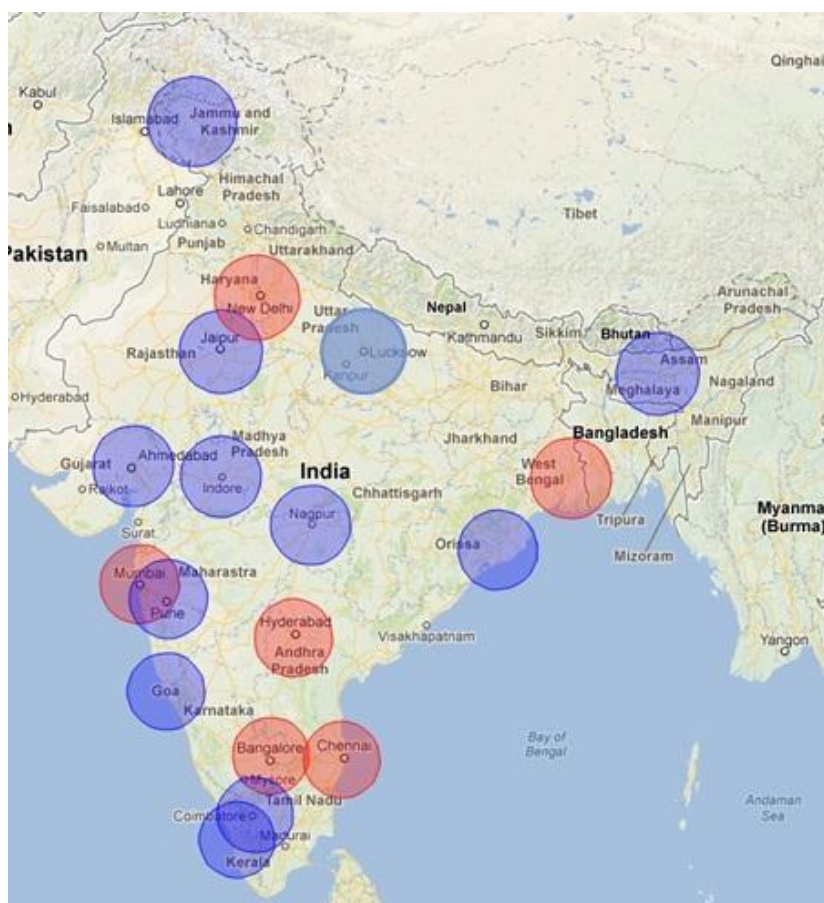 Qinghai
Kabul
Islamabad
Jammu and
Kashmir
Himachal
Pradesh
Lahore
Faisalabad
Ludhiana
Chandigarh
Tibet
Multan
Punjab
Uttarakhand
Pakistan
Haryana
New Delhi
Nepal
Arunachal
Pradesh
Uttar
Pradesh
Kathmandu
Sikkim
Bhutan
Jaipur
Rajasthan
Lucknow
Kanpur
Assam
Meghalaya
Nagaland
Hyderabad
Bihar
Manipur
Bangladesh
Jharkhand
Madhya
Pradesh
Gujarat
Ahmedabad
India
West
Bengal
Rajkot
Indore
Chhattisgarh
Nagpur
Myanma
(Burma)
Tripura
Surat
Orissa
Mizoram
Mumbai
Maharastra
Pune
Hyderabad
Visakhapatnam
Andhra
Pradesh
Yangon
Goa
Karnataka
Bangalore
Chennai
Bay of
Bengal
Mysore
Tamil Nadu
Coimbatore
Andaman
Sea
Madurai
Kerala